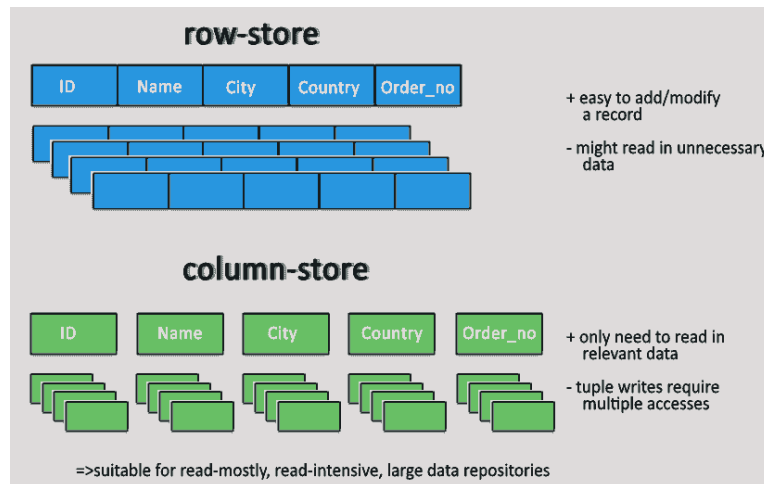 row-store
ID Name City Country Order_no
+ easy to add/modify
a record
- might read in unnecessary
data
column-store
ID Name City Country Order_no
+ only need to read in
relevant data
- tuple writes require
multiple accesses
=>suitable for read-mostly, read-intensive, large data repositories